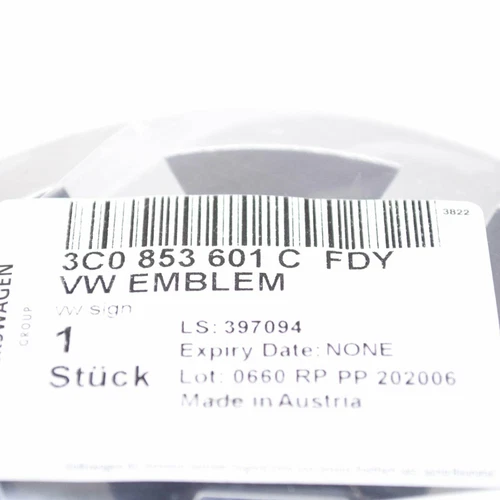 3822
3C0 853 601 C FDY
VW EMBLEM
vw sign
1
Stück
LS: 397094
Expiry Date: NONE
Lot: 0660 RP PP 202006
Made in Austria
GROUP